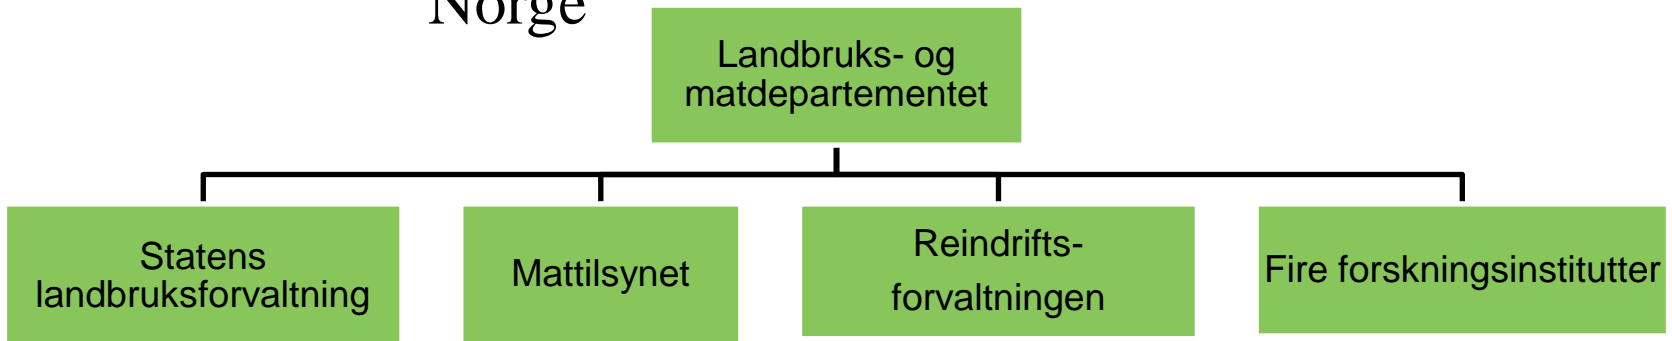 Norge
Landbruks- og
matdepartementet
Statens
landbruksforvaltning
Mattilsynet
Reindrifts-
forvaltningen
Fire forskningsinstitutter